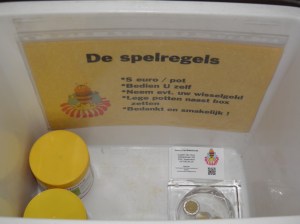 De spelregels
*5 euro / pot
*Bedien U zelf
*Neem evt. uw wisselgeld
*Lege potten naast box
zetten
*Bedankt en smakelijk !